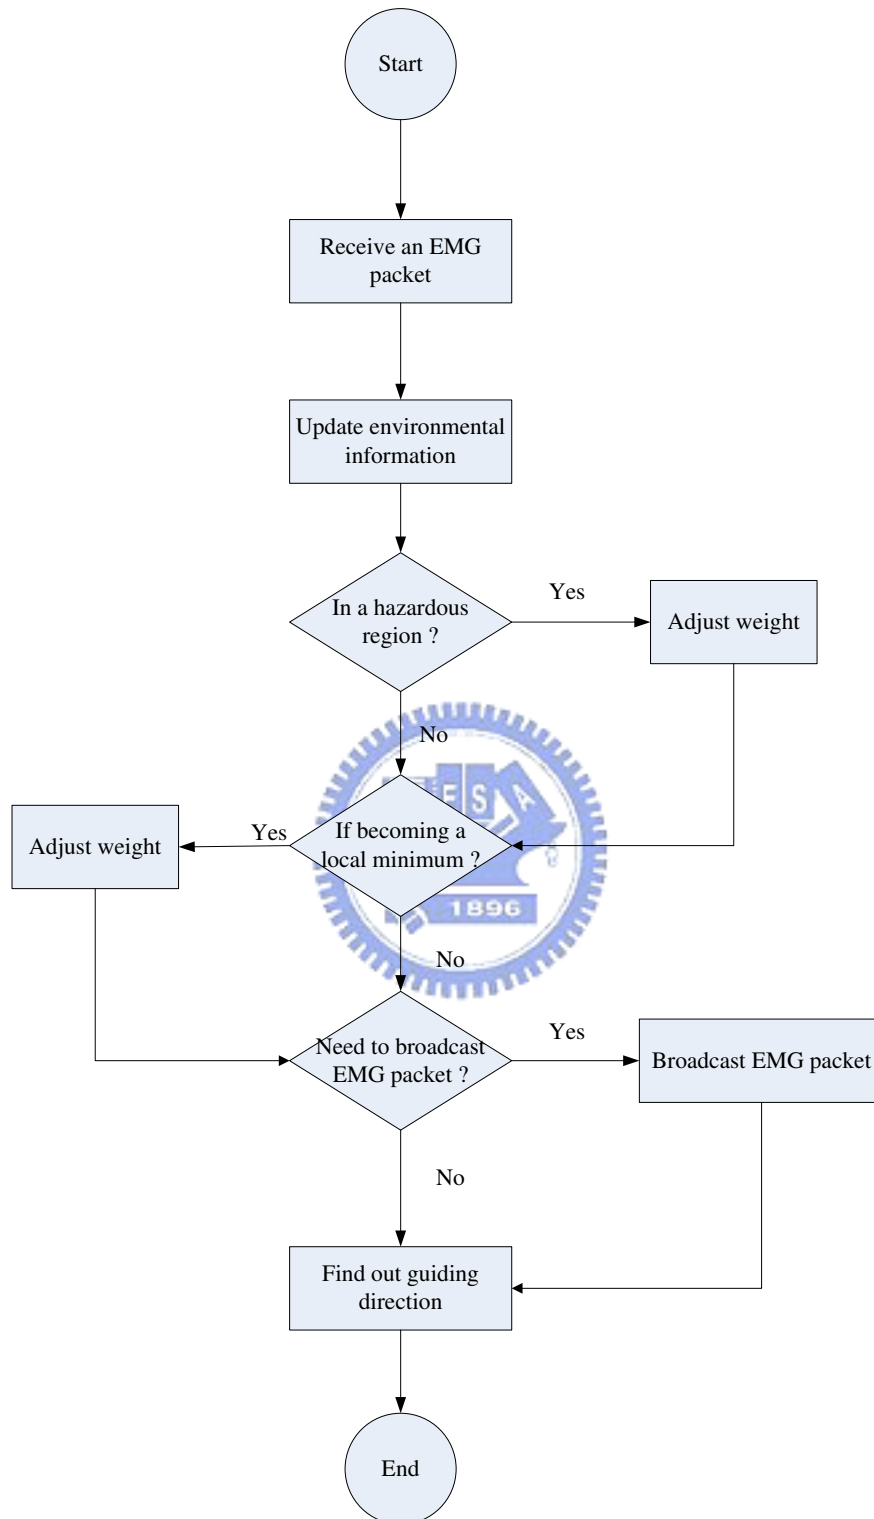 Start
Receive an EMG
packet
Update environmental
information
In a hazardous
region ?
Yes
Adjust weight
No
E S A
If becoming a
local minimum ?
Yes
Adjust weight
1896
No
Need to broadcast
EMG packet ?
Yes
Broadcast EMG packet
No
Find out guiding
direction
End